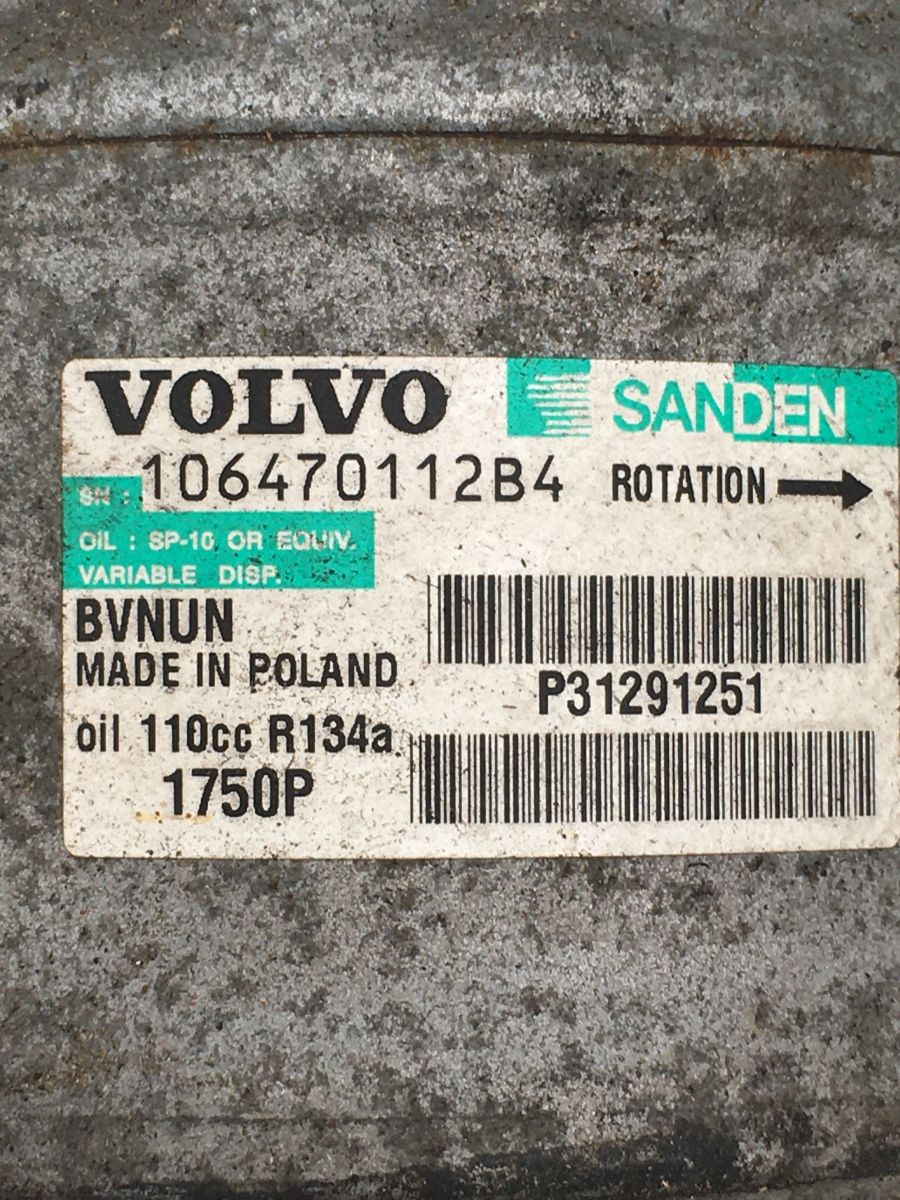 VOLVO SANDEN
SN : 106470112B4 ROTATION
OIL : SP-10 OR EQUIV.
VARIABLE DISP.
BVNUN
MADE IN POLAND
P31291251
oil 110cc R134a
1750P